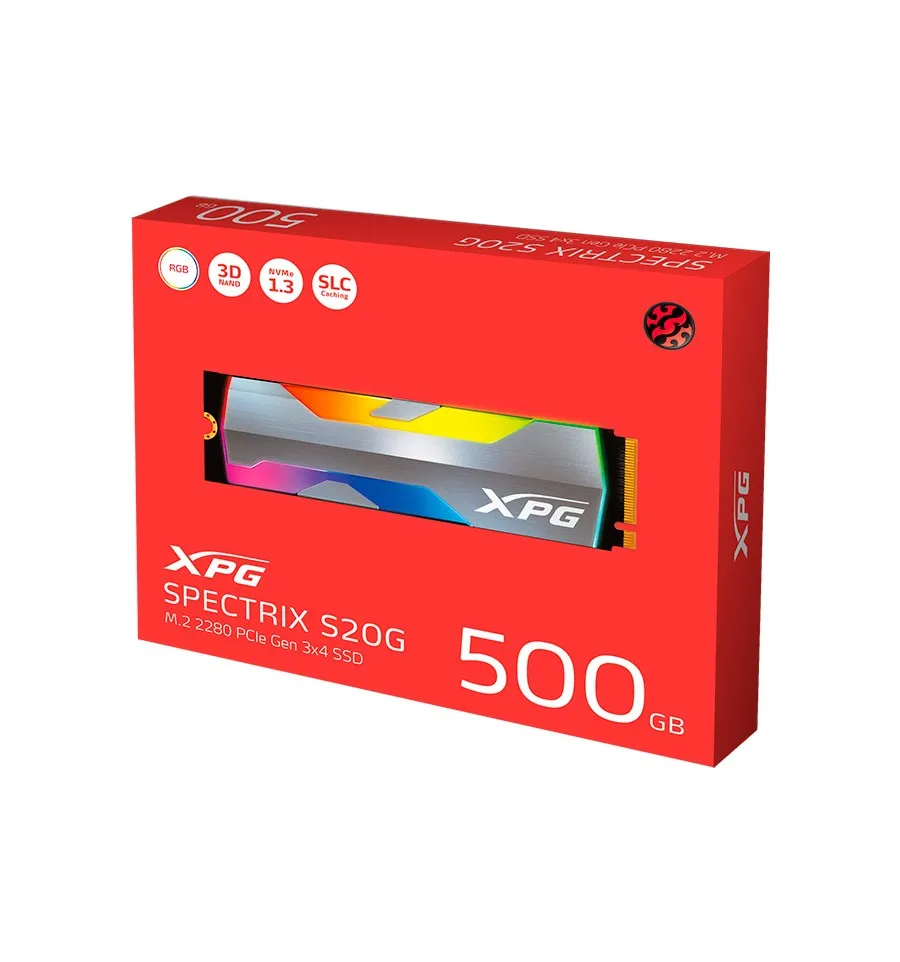 500
GB
M.2 2280 PCIe Gen 3x4 SSD
SPECTRIX S20G
RGB
3D
NAND
NVMe
1.3
SLC
Caching
XPG
XPG
XPG
SPECTRIX S20G
M.2 2280 PCIe Gen 3x4 SSD
500 GB